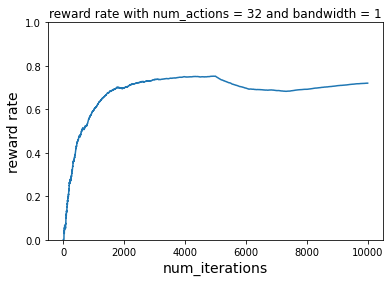 reward rate with num_actions = 32 and bandwidth = 1
1.0
0.8
0.6
0.4
0.2
0.0
reward rate
0 2000 4000 6000 8000 10000
num_iterations